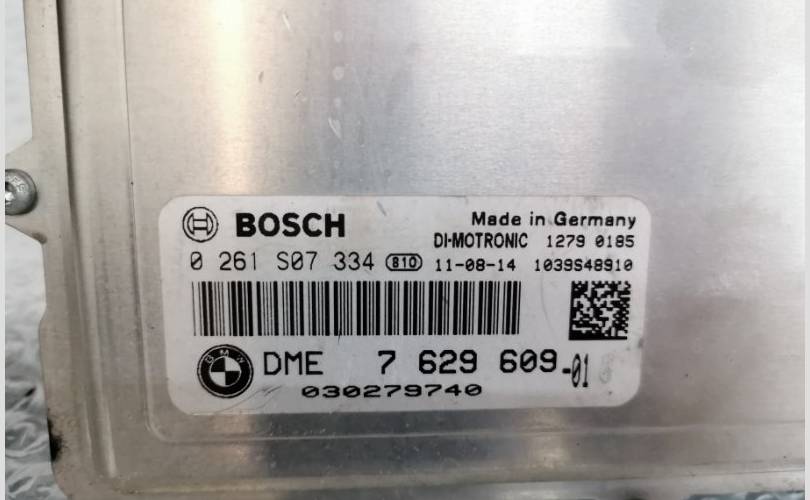 BOSCH
Made in Germany
DI-MOTRONIC 1279 0185
0 261 S07 334 810 11-08-14 1039S48910
BMW
DME 7 629 609-01
030279740